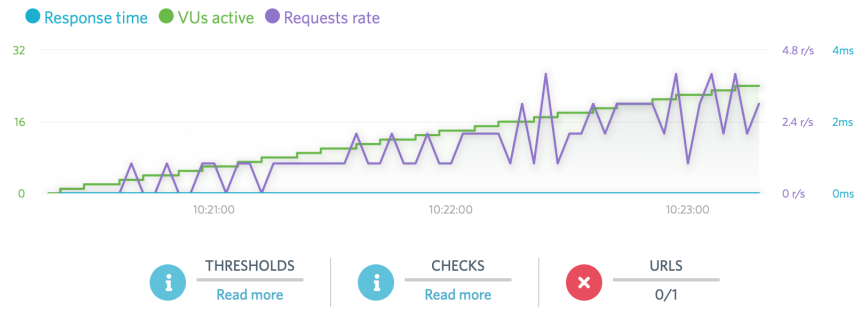 Response time VUs active Requests rate
32 4.8 r/s 4ms
16 2.4 r/s 2ms
0 0 r/s 0ms
10:21:00 10:22:00 10:23:00
THRESHOLDS CHECKS URLS
Read more Read more 0/1